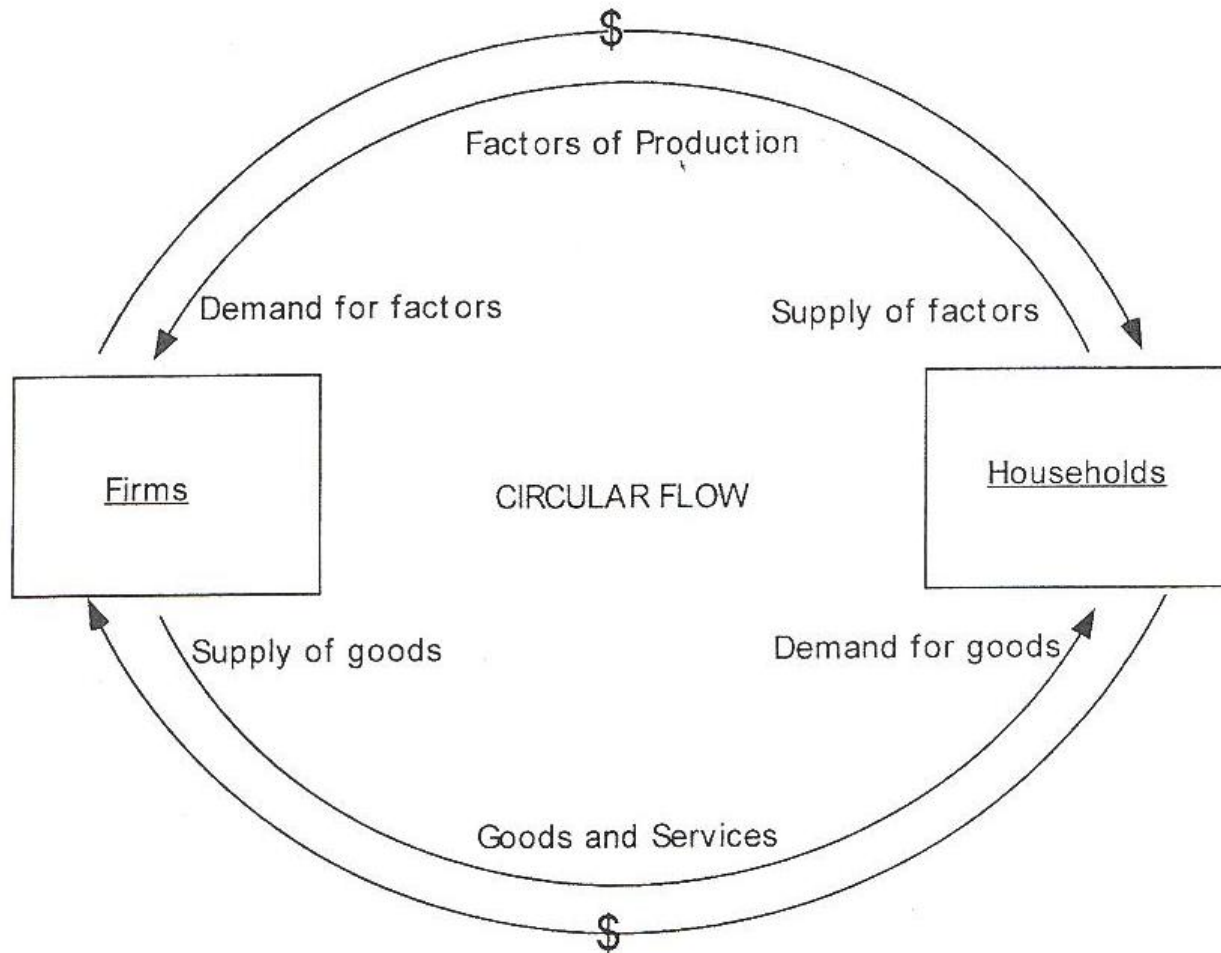 $
Factors of Production
Demand for factors
Supply of factors
Firms
CIRCULAR FLOW
Households
Supply of goods
Demand for goods
Goods and Services
$